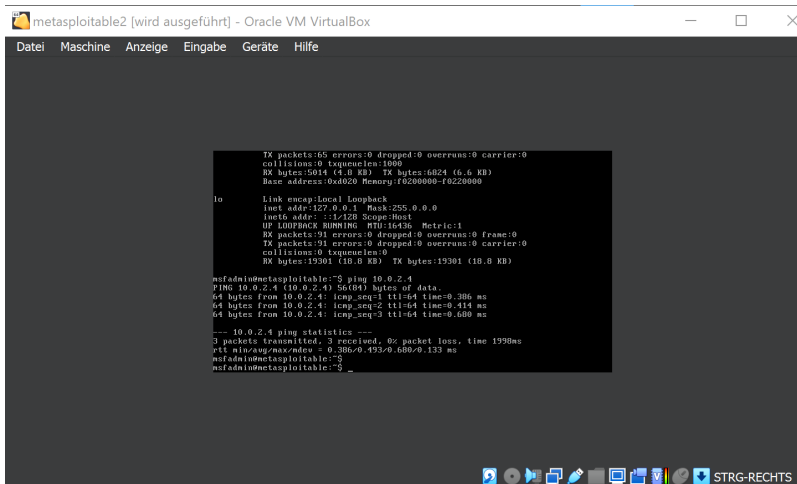 metasploitable2 [wird ausgeführt] - Oracle VM VirtualBox
Datei Maschine Anzeige Eingabe Geräte Hilfe
TX packets:65 errors:0 dropped:0 overruns:0 carrier:0
collisions:0 txqueuelen:1000
RX bytes:5014 (4.8 KB) TX bytes:6824 (6.6 KB)
Base address:0xd020 Memory:f0200000-f0220000
lo Link encap:Local Loopback
inet addr:127.0.0.1 Mask:255.0.0.0
inet6 addr: ::1/128 Scope:Host
UP LOOPBACK RUNNING MTU:16436 Metric:1
RX packets:91 errors:0 dropped:0 overruns:0 frame:0
TX packets:91 errors:0 dropped:0 overruns:0 carrier:0
collisions:0 txqueuelen:0
RX bytes:19301 (18.8 KB) TX bytes:19301 (18.8 KB)
msfadmin@metasploitable:~$ ping 10.0.2.4
PING 10.0.2.4 (10.0.2.4) 56(84) bytes of data.
64 bytes from 10.0.2.4: icmp_seq=1 ttl=64 time=0.386 ms
64 bytes from 10.0.2.4: icmp_seq=2 ttl=64 time=0.414 ms
64 bytes from 10.0.2.4: icmp_seq=3 ttl=64 time=0.680 ms
--- 10.0.2.4 ping statistics ---
3 packets transmitted, 3 received, 0% packet loss, time 1998ms
rtt min/avg/max/mdev = 0.386/0.493/0.680/0.133 ms
msfadmin@metasploitable:~$
msfadmin@metasploitable:~$ _
STRG-RECHTS